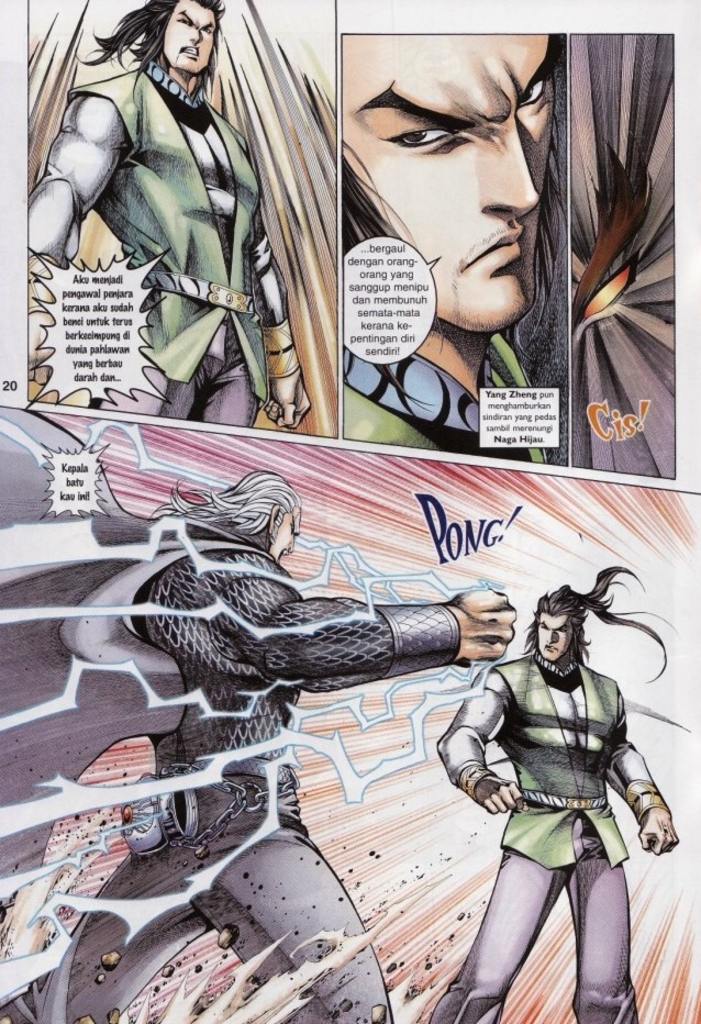 Aku menjadi
pengawal penjara
kerana aku sudah
benci untuk terus
berkecimpung di
dunia pahlawan
yang berbau
darah dan...
...bergaul
dengan orang-
orang yang
sanggup menipu
dan membunuh
semata-mata
kerana ke-
pentingan diri
sendiri!
Yang Zheng pun
menghamburkan
sindiran yang pedas
sambil merenungi
Naga Hijau.
Cis!
20
Kepala
batu
kau ini!
PONG!